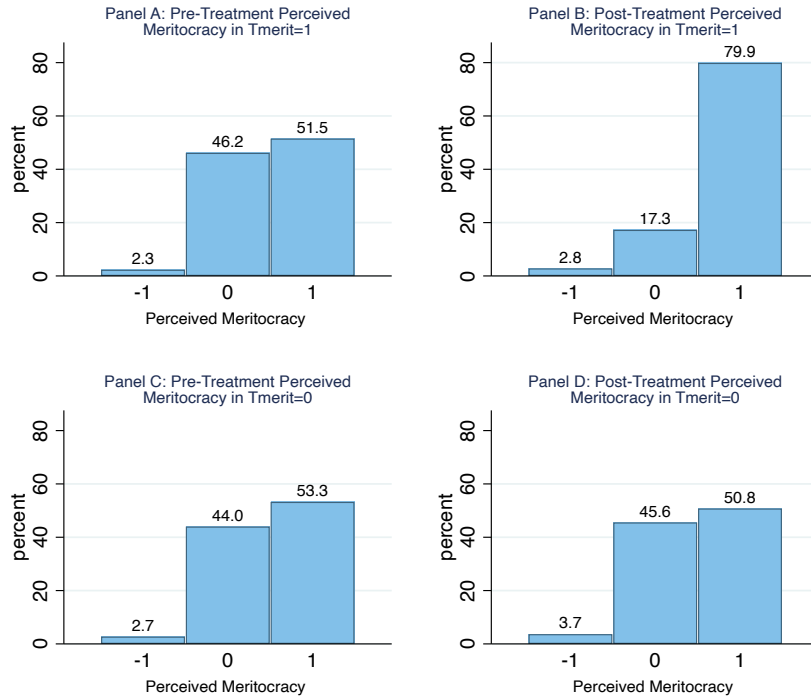 Panel A: Pre-Treatment Perceived
Meritocracy in Tmerit=1
percent
80
60
40
20
0
2.3
46.2
51.5
-1 0 1
Perceived Meritocracy
Panel B: Post-Treatment Perceived
Meritocracy in Tmerit=1
percent
80
60
40
20
0
2.8
17.3
79.9
-1 0 1
Perceived Meritocracy
Panel C: Pre-Treatment Perceived
Meritocracy in Tmerit=0
percent
80
60
40
20
0
2.7
44.0
53.3
-1 0 1
Perceived Meritocracy
Panel D: Post-Treatment Perceived
Meritocracy in Tmerit=0
percent
80
60
40
20
0
3.7
45.6
50.8
-1 0 1
Perceived Meritocracy